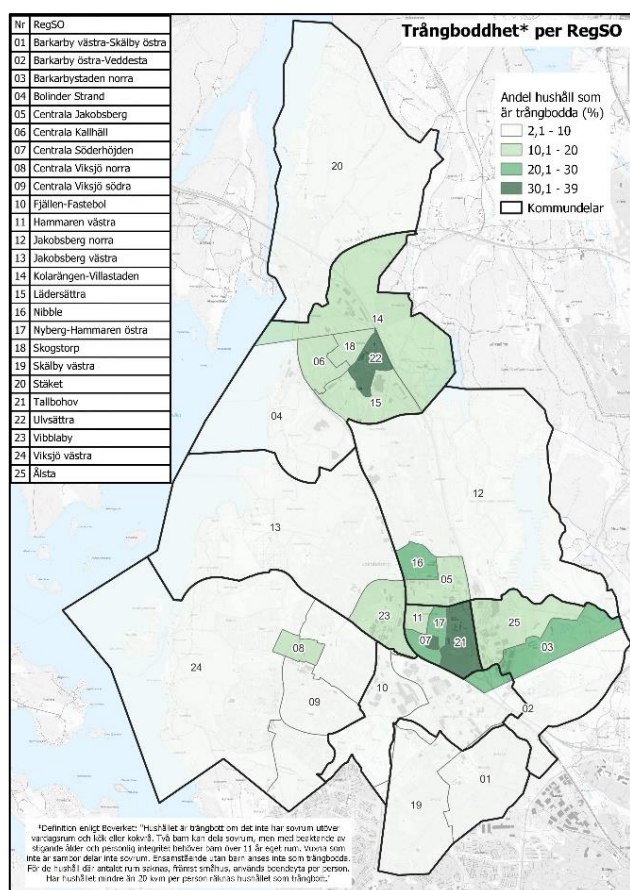 Trångboddhet* per RegSO
Nr RegSO
01 Barkarby västra-Skälby östra
02 Barkarby östra-Veddesta
03 Barkarbystaden norra
04 Bolinder Strand
05 Centrala Jakobsberg
06 Centrala Kallhäll
07 Centrala Söderhöjden
08 Centrala Viksjö norra
09 Centrala Viksjö södra
10 Fjällen-Fastebol
11 Hammaren västra
12 Jakobsberg norra
13 Jakobsberg västra
14 Kolarängen-Villastaden
15 Lädersättra
16 Nibble
17 Nyberg-Hammaren östra
18 Skogstorp
19 Skälby västra
20 Stäket
21 Tallbohov
22 Ulvsättra
23 Vibblaby
24 Viksjö västra
25 Ålsta
Andel hushåll som
är trångbodda (%)
2,1 - 10
10,1 - 20
20,1 - 30
30,1 - 39
Kommundelar
20
14
18
06
22
15
04
12
13
16
05
23
11
17
25
07
21
03
08
24
10
09
02
01
19
*Definition enligt Boverket: "Hushållet är trångbott om det inte har sovrum utöver
vardagsrum och kök eller kokvrå. Två barn kan dela sovrum, men med beaktande av
stigande ålder och personlig integritet behöver barn över 11 år eget rum. Vuxna som
inte är sambor delar inte sovrum. Ensamstående utan barn anses inte som trångbodda.
För de hushåll där antalet rum saknas, främst småhus, används boendeyta per person.
Har hushållet mindre än 20 kvm per person räknas hushållet som trångbott."